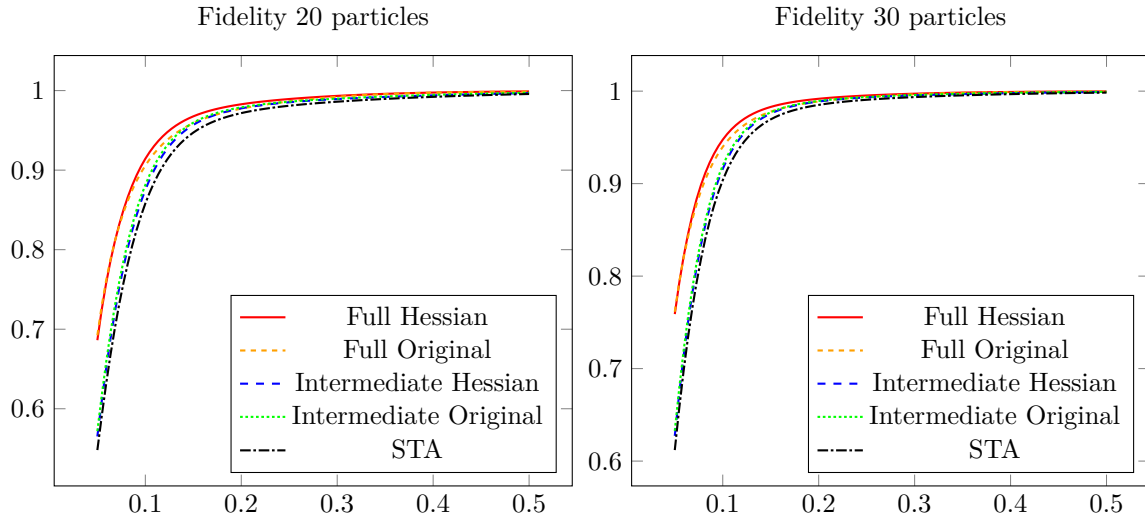 Fidelity 20 particles
1
0.9
0.8
0.7
0.6
0.1 0.2 0.3 0.4 0.5
Full Hessian
Full Original
Intermediate Hessian
Intermediate Original
STA
Fidelity 30 particles
1
0.9
0.8
0.7
0.6
0.1 0.2 0.3 0.4 0.5
Full Hessian
Full Original
Intermediate Hessian
Intermediate Original
STA